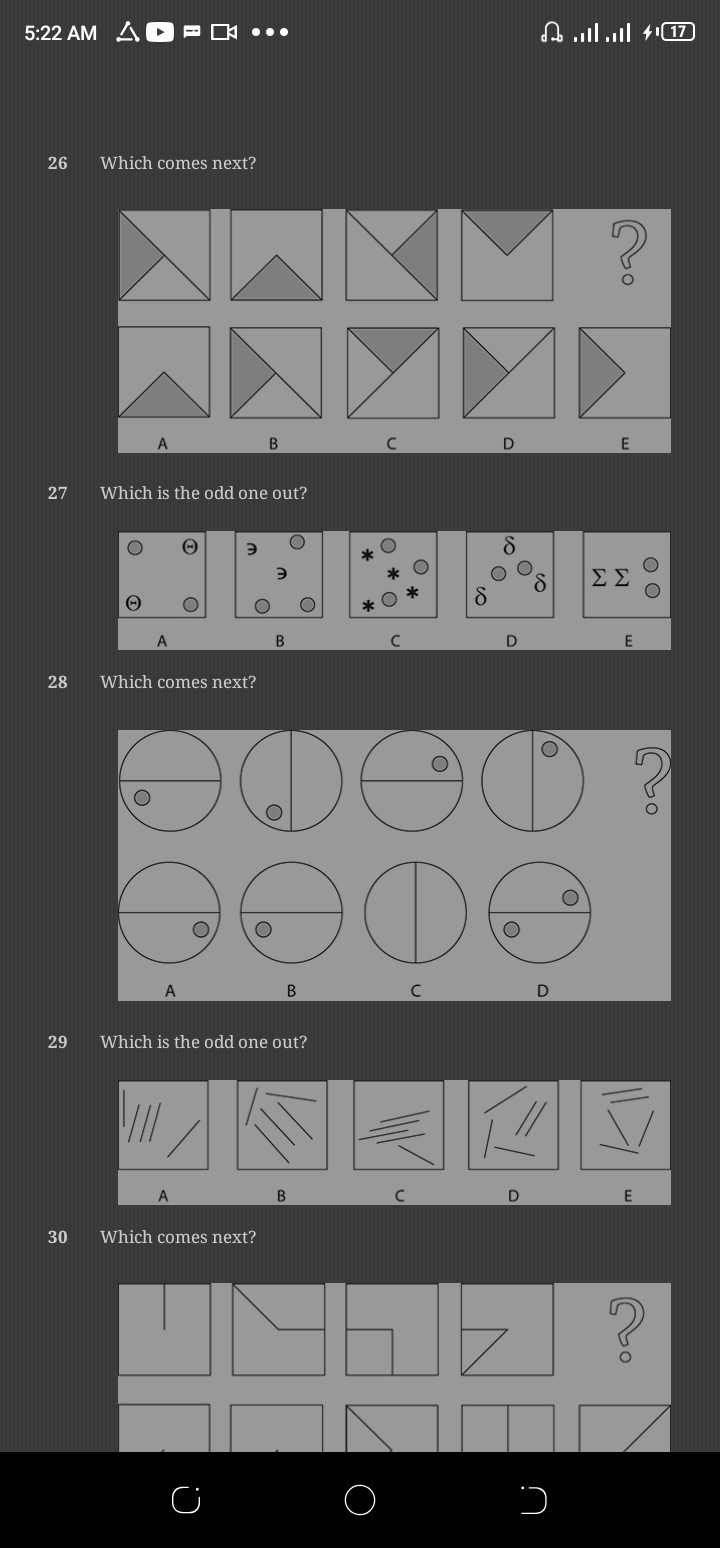 5:22 AM
17
26 Which comes next?
?
A B C D E
27 Which is the odd one out?
Θ
Θ
э
э
* * * *
δ
δ
δ
Σ Σ
A B C D E
28 Which comes next?
?
A B C D
29 Which is the odd one out?
A B C D E
30 Which comes next?
?